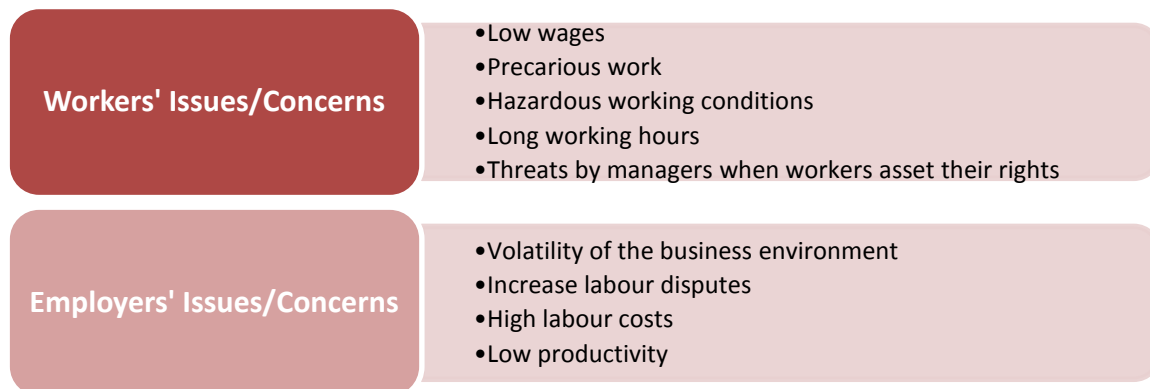 Workers' Issues/Concerns
•Low wages
•Precarious work
•Hazardous working conditions
•Long working hours
•Threats by managers when workers asset their rights
Employers' Issues/Concerns
•Volatility of the business environment
•Increase labour disputes
•High labour costs
•Low productivity